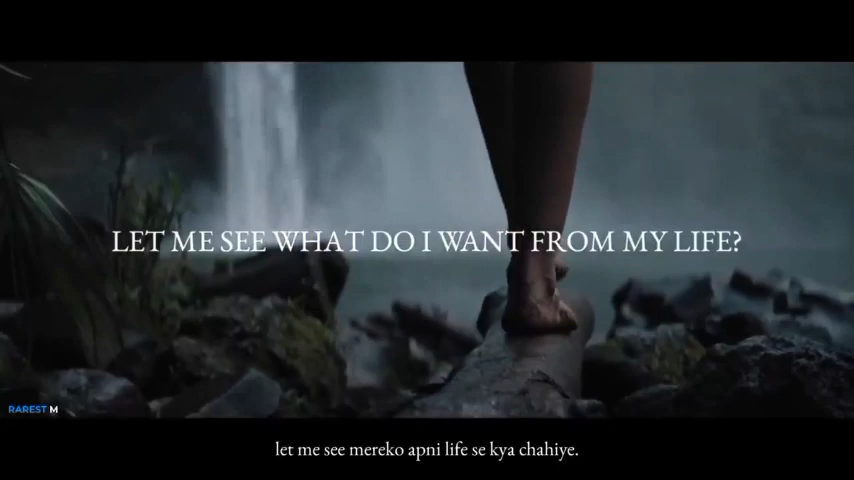 LET ME SEE WHAT DO I WANT FROM MY LIFE?
RAREST M
let me see mereko apni life se kya chahiye.